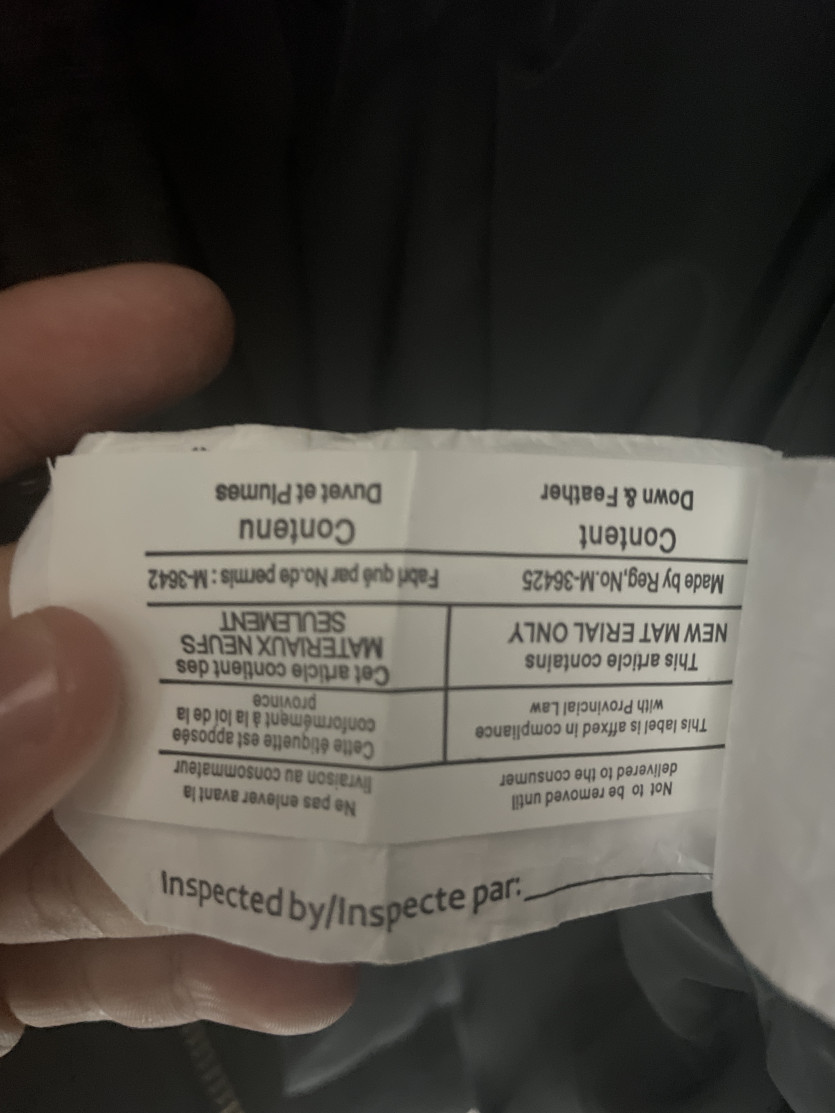 Not to be removed until
delivered to the consumer
Ne pas enlever avant la
livraison au consommateur
This label is affxed in compliance
with Provincial Law
Cette étiquette est apposée
conformément à la loi de la
province
This article contains
NEW MAT ERIAL ONLY
Cet article contient des
MATERIAUX NEUFS
SEULEMENT
Made by Reg,No.M-36425
Fabri qué par No.de permis : M-3642
Content
Down & Feather
Contenu
Duvet et Plumes
Inspected by/Inspecte par: